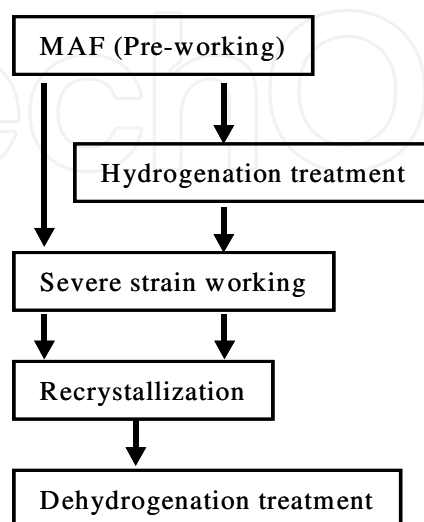 MAF (Pre-working)
Hydrogenation treatment
Severe strain working
Recrystallization
Dehydrogenation treatment